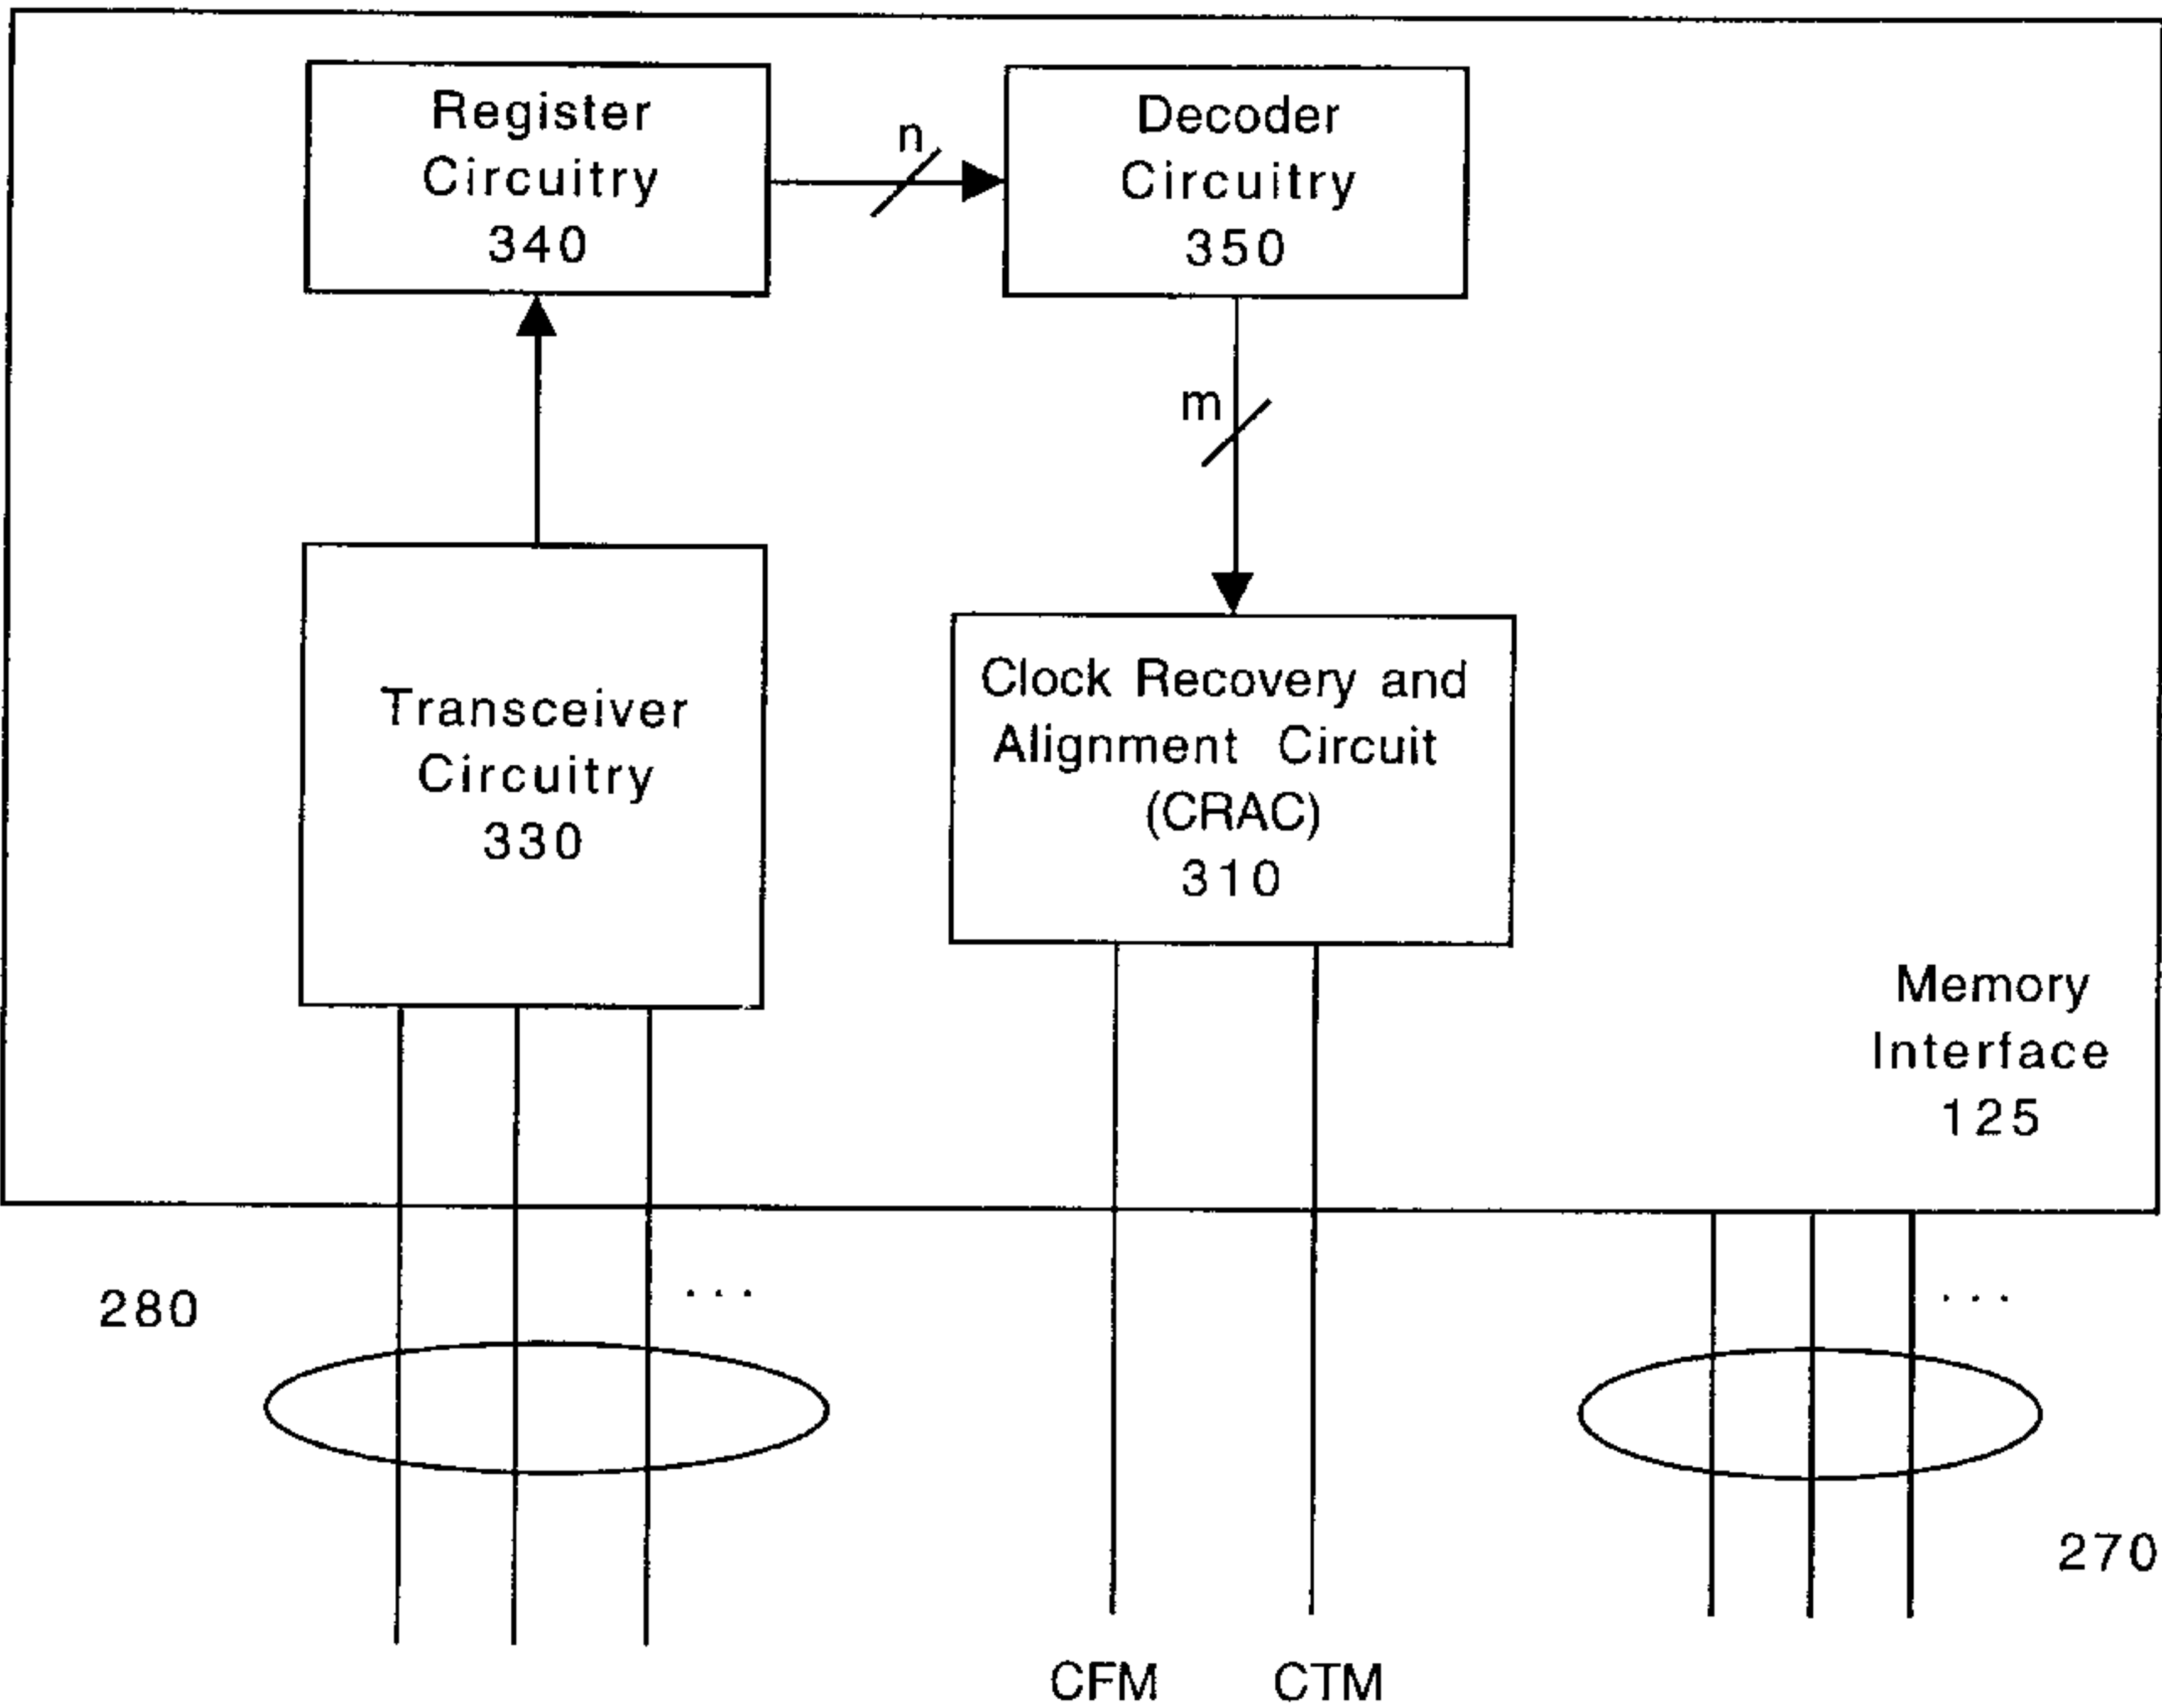 Register
Circuitry
340
n
Decoder
Circuitry
350
m
Transceiver
Circuitry
330
Clock Recovery and
Alignment Circuit
(CRAC)
310
Memory
Interface
125
280
...
...
270
CFM
CTM